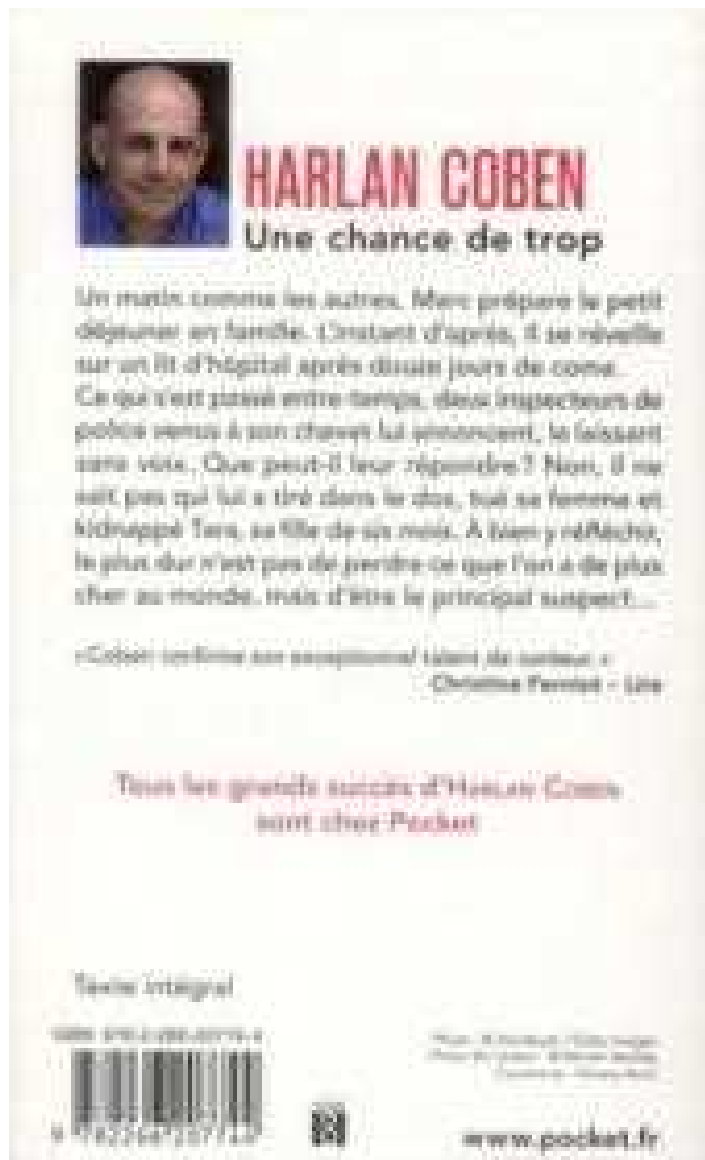 HARLAN COBEN
Une chance de trop
Un matin comme les autres, Marc prépare le petit
déjeuner en famille. L'instant d'après, il se réveille
sur un lit d'hôpital après douze jours de coma.
Ce qui s'est passé entre-temps, deux inspecteurs de
police venus à son chevet lui annoncent, le laissant
sans voix. Que peut-il leur répondre ? Non, il ne
sait pas qui lui a tiré dans le dos, tué sa femme et
kidnappé Tara, sa fille de six mois. À bien y réfléchir,
le plus dur n'est pas de perdre ce que l'on a de plus
cher au monde, mais d'être le principal suspect...
« Coben confirme son exceptionnel talent de conteur. »
Christine Ferniot – Lire
Tous les grands succès d'HARLAN COBEN
sont chez Pocket
Texte intégral
ISBN
www.pocket.fr